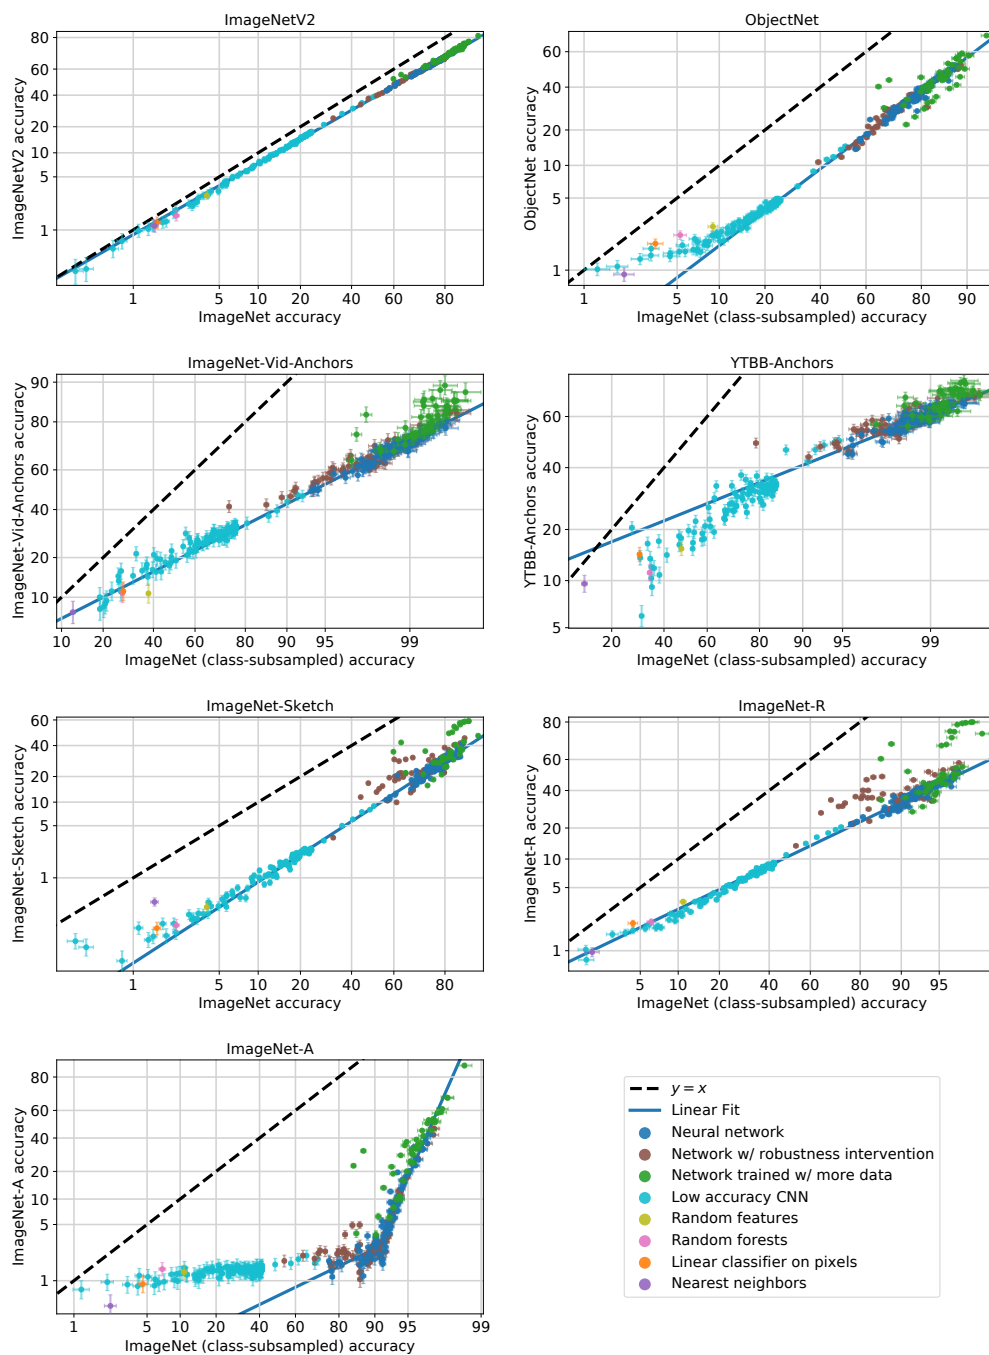 ImageNetV2
ImageNetV2 accuracy
80
60
40
20
10
5
1
1 5 10 20 40 60 80
ImageNet accuracy
ObjectNet
ObjectNet accuracy
60
40
20
10
5
1
1 5 10 20 40 60 80 90
ImageNet (class-subsampled) accuracy
ImageNet-Vid-Anchors
ImageNet-Vid-Anchors accuracy
90
80
60
40
20
10
10 20 40 60 80 90 95 99
ImageNet (class-subsampled) accuracy
YTBB-Anchors
YTBB-Anchors accuracy
60
40
20
10
5
20 40 60 80 90 95 99
ImageNet (class-subsampled) accuracy
ImageNet-Sketch
ImageNet-Sketch accuracy
60
40
20
10
5
1
1 5 10 20 40 60 80
ImageNet accuracy
ImageNet-R
ImageNet-R accuracy
80
60
40
20
10
5
1
5 10 20 40 60 80 90 95
ImageNet (class-subsampled) accuracy
ImageNet-A
ImageNet-A accuracy
80
60
40
20
10
5
1
1 5 10 20 40 60 80 90 95 99
ImageNet (class-subsampled) accuracy
y = x
Linear Fit
Neural network
Network w/ robustness intervention
Network trained w/ more data
Low accuracy CNN
Random features
Random forests
Linear classifier on pixels
Nearest neighbors